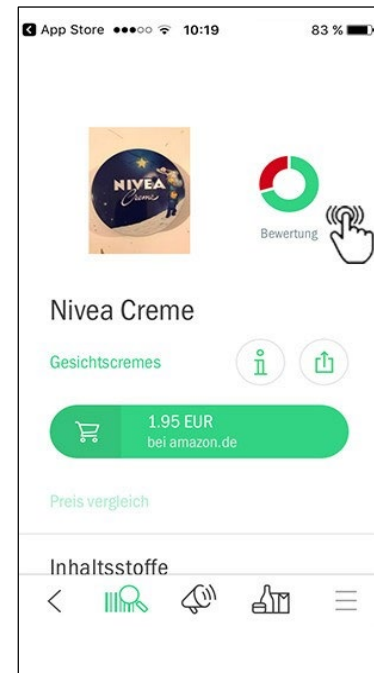 App Store 10:19 83 %
NIVEA
Creme
Bewertung
Nivea Creme
Gesichtscremes
1.95 EUR
bei amazon.de
Preis vergleich
Inhaltsstoffe